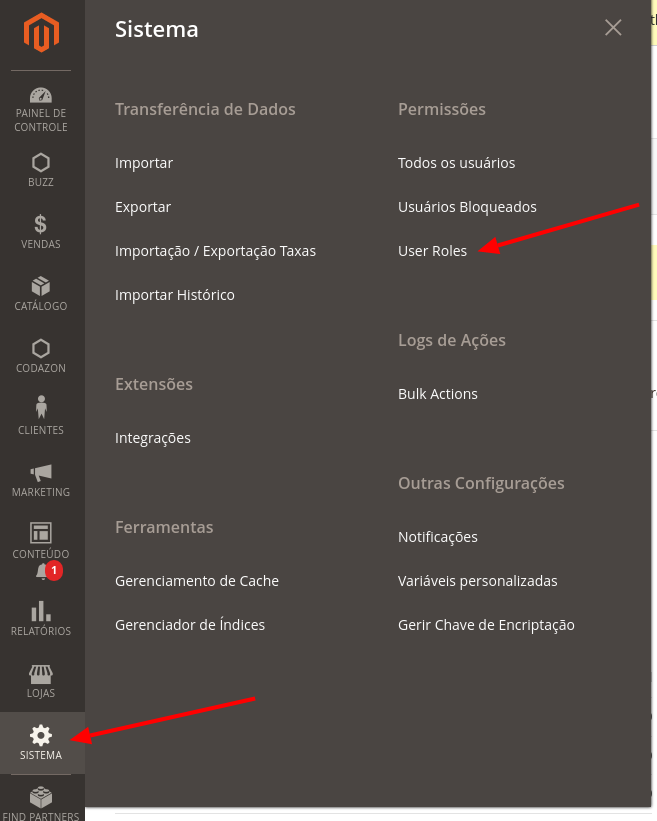 Sistema
PAINEL DE
CONTROLE
BUZZ
VENDAS
CATÁLOGO
CODAZON
CLIENTES
MARKETING
CONTEÚDO
1
RELATÓRIOS
LOJAS
SISTEMA
FIND PARTNERS
Transferência de Dados
Importar
Exportar
Importação / Exportação Taxas
Importar Histórico
Extensões
Integrações
Ferramentas
Gerenciamento de Cache
Gerenciador de Índices
Permissões
Todos os usuários
Usuários Bloqueados
User Roles
Logs de Ações
Bulk Actions
Outras Configurações
Notificações
Variáveis personalizadas
Gerir Chave de Encriptação